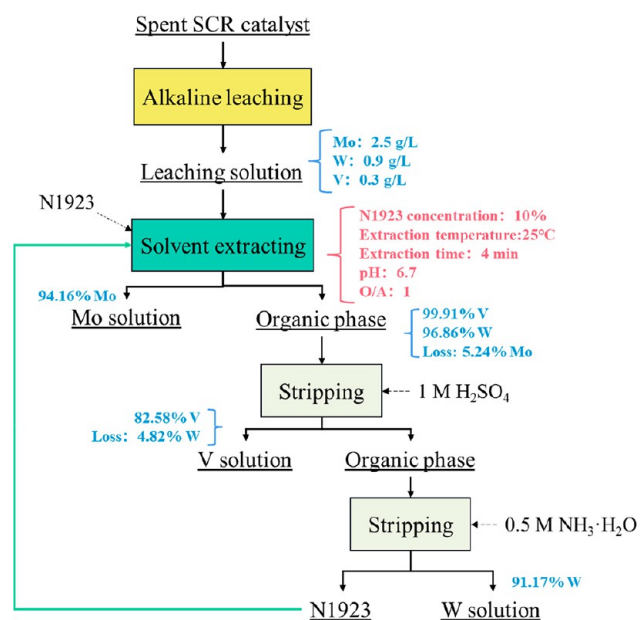 Spent SCR catalyst
Alkaline leaching
Mo: 2.5 g/L
W: 0.9 g/L
V: 0.3 g/L
Leaching solution
N1923
Solvent extracting
N1923 concentration: 10%
Extraction temperature:25°C
Extraction time: 4 min
pH: 6.7
O/A: 1
94.16% Mo
Mo solution
Organic phase
99.91% V
96.86% W
Loss: 5.24% Mo
Stripping
1 M H₂SO₄
82.58% V
Loss: 4.82% W
V solution
Organic phase
Stripping
0.5 M NH₃·H₂O
91.17% W
N1923
W solution